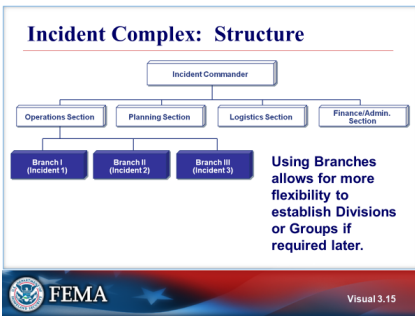 Incident Complex:  Structure
Incident Commander
Operations Section
Planning Section
Logistics Section
Finance/Admin.
Section
Branch I
(Incident 1)
Branch II
(Incident 2)
Branch III
(Incident 3)
Using Branches
allows for more
flexibility to
establish Divisions
or Groups if
required later.
FEMA
Visual 3.15